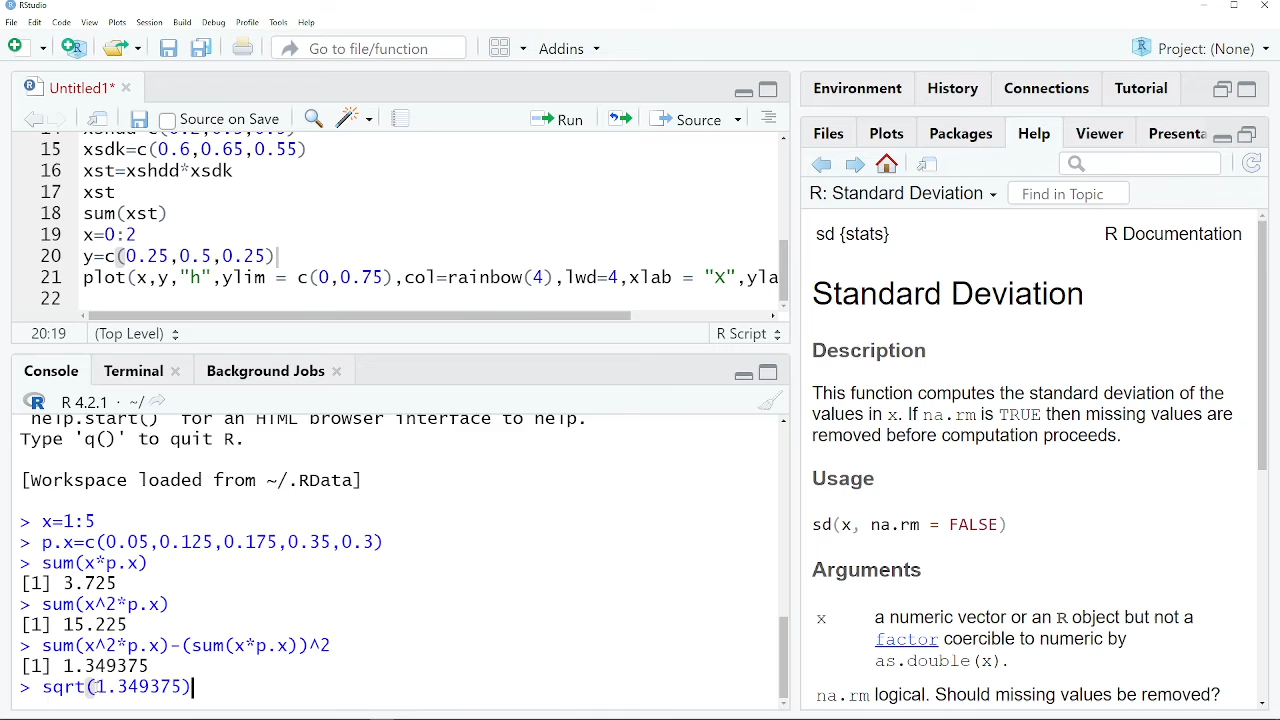 RStudio
File Edit Code View Plots Session Build Debug Profile Tools Help
Go to file/function Addins Project: (None)
Untitled1*
Source on Save Run Source
15 xsdk=c(0.6,0.65,0.55)
16 xst=xshdd*xsdk
17 xst
18 sum(xst)
19 x=0:2
20 y=c(0.25,0.5,0.25)
21 plot(x,y,"h",ylim = c(0,0.75),col=rainbow(4),lwd=4,xlab = "X",yla
22
20:19 (Top Level) R Script
Console Terminal Background Jobs
R 4.2.1 · ~/
'help.start()' for an HTML browser interface to help.
Type 'q()' to quit R.
[Workspace loaded from ~/.RData]
> x=1:5
> p.x=c(0.05,0.125,0.175,0.35,0.3)
> sum(x*p.x)
[1] 3.725
> sum(x^2*p.x)
[1] 15.225
> sum(x^2*p.x)-(sum(x*p.x))^2
[1] 1.349375
> sqrt(1.349375)
Environment History Connections Tutorial
Files Plots Packages Help Viewer Presenta
R: Standard Deviation Find in Topic
sd {stats} R Documentation
Standard Deviation
Description
This function computes the standard deviation of the
values in x. If na.rm is TRUE then missing values are
removed before computation proceeds.
Usage
sd(x, na.rm = FALSE)
Arguments
x a numeric vector or an R object but not a
factor coercible to numeric by
as.double(x).
na.rm logical. Should missing values be removed?